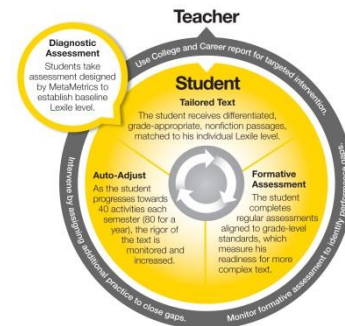 Teacher
Diagnostic
Assessment
Students take
assessment designed
by MetaMetrics to
establish baseline
Lexile level.
Use College and Career report for targeted intervention.
Student
Tailored Text
The student receives differentiated,
grade-appropriate, nonfiction passages,
matched to his individual Lexile level.
Auto-Adjust
As the student
progresses towards
40 activities each
semester (80 for a
year), the rigor of
the text is
monitored and
increased.
Formative
Assessment
The student
completes
regular assessments
aligned to grade-level
standards, which
measure his
readiness for more
complex text.
Intervene by assigning additional practice to close gaps.
Monitor formative assessment to identify performance gaps.